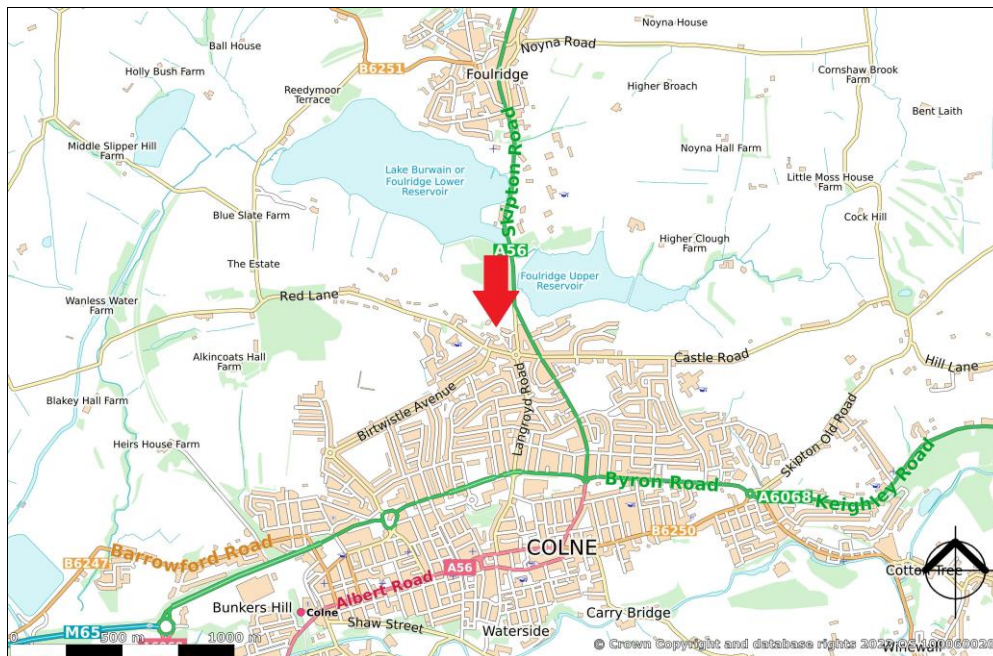 Noyna House
Ball House
Noyna Road
B6251
Holly Bush Farm
Foulridge
Cornshaw Brook
Farm
Reedymoor
Terrace
Higher Broach
Bent Laith
Skipton Road
Middle Slipper Hill
Farm
Noyna Hall Farm
Lake Burwain or
Foulridge Lower
Reservoir
Little Moss House
Farm
Blue Slate Farm
Cock Hill
Higher Clough
Farm
A56
The Estate
Foulridge Upper
Reservoir
Red Lane
Wanless Water
Farm
Alkincoats Hall
Farm
Castle Road
Hill Lane
Blakey Hall Farm
Birtwistle Avenue
Langroyd Road
Skipton Old Road
Heirs House Farm
Byron Road
A6068
Keighley Road
B6250
Barrowford Road
COLNE
B6247
A56
Cotton Tree
Albert Road
Bunkers Hill
Colne
Carry Bridge
Shaw Street
Waterside
M65
500 m
1000 m
© Crown Copyright and database rights
Winewall